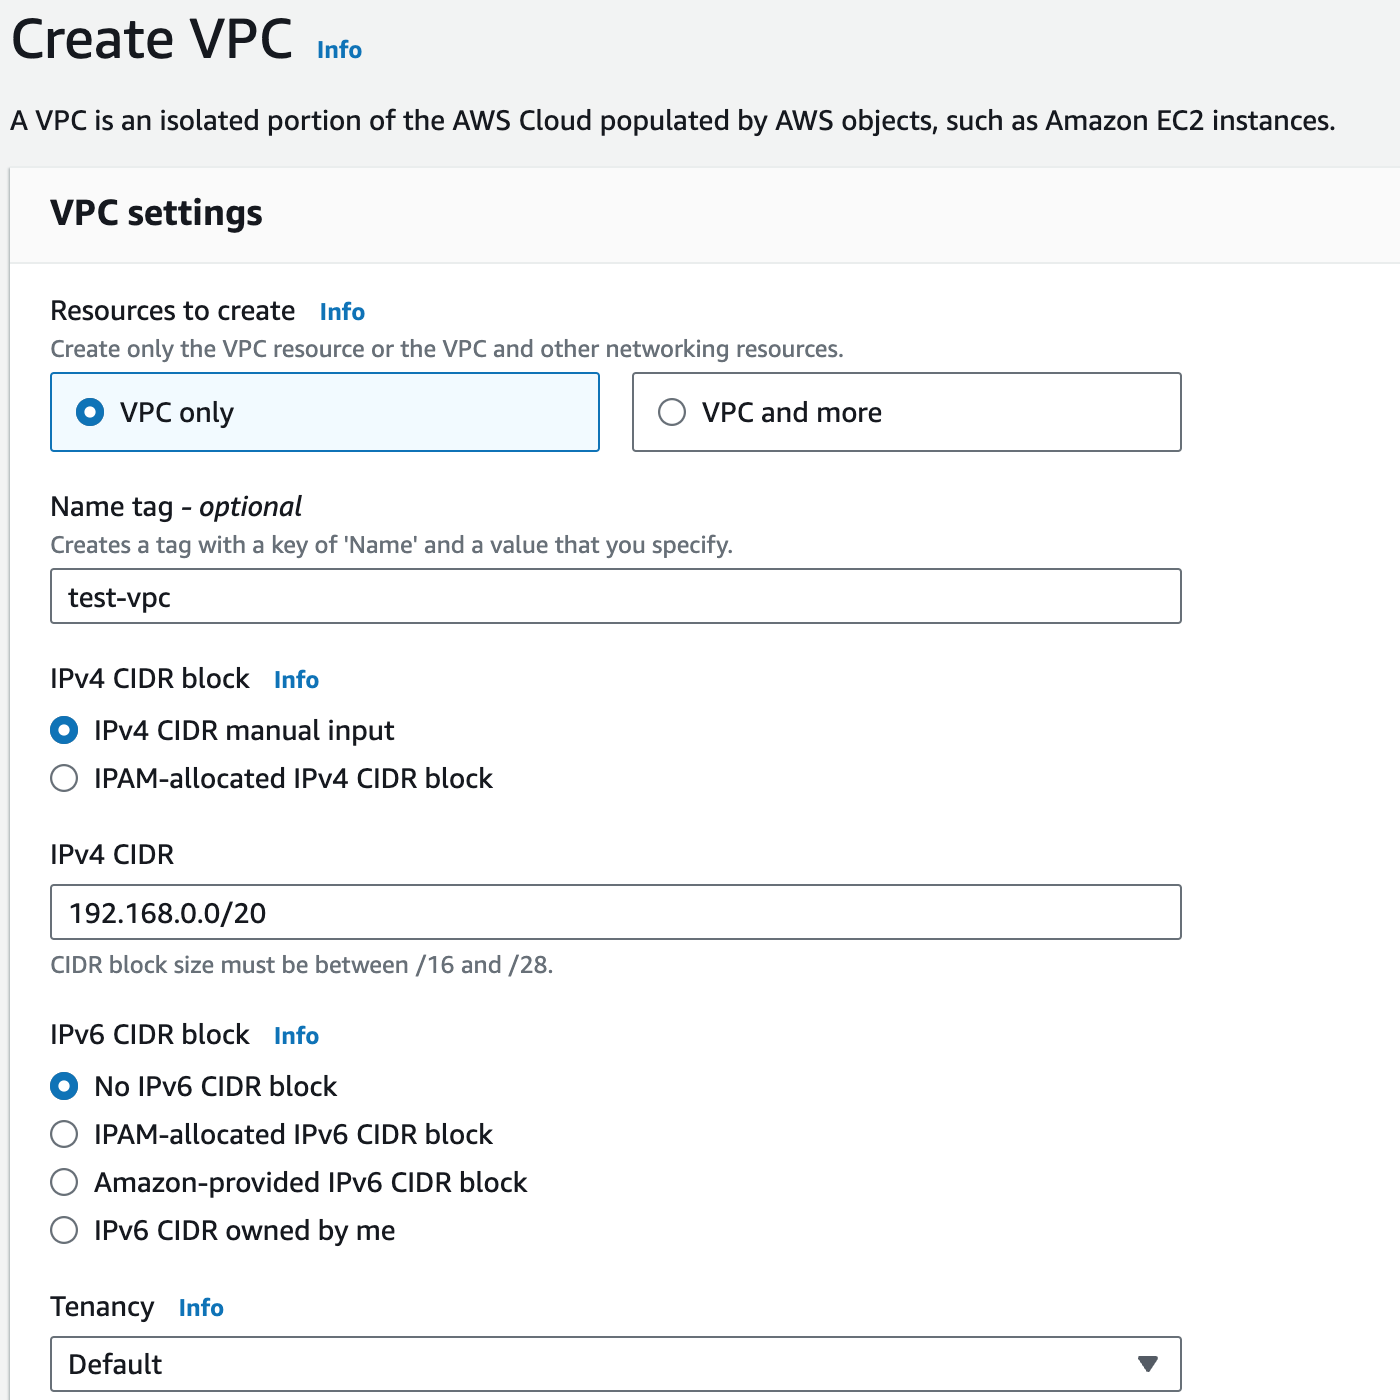 Create VPC Info
A VPC is an isolated portion of the AWS Cloud populated by AWS objects, such as Amazon EC2 instances.
VPC settings
Resources to create Info
Create only the VPC resource or the VPC and other networking resources.
VPC only VPC and more
Name tag - optional
Creates a tag with a key of 'Name' and a value that you specify.
test-vpc
IPv4 CIDR block Info
IPv4 CIDR manual input
IPAM-allocated IPv4 CIDR block
IPv4 CIDR
192.168.0.0/20
CIDR block size must be between /16 and /28.
IPv6 CIDR block Info
No IPv6 CIDR block
IPAM-allocated IPv6 CIDR block
Amazon-provided IPv6 CIDR block
IPv6 CIDR owned by me
Tenancy Info
Default